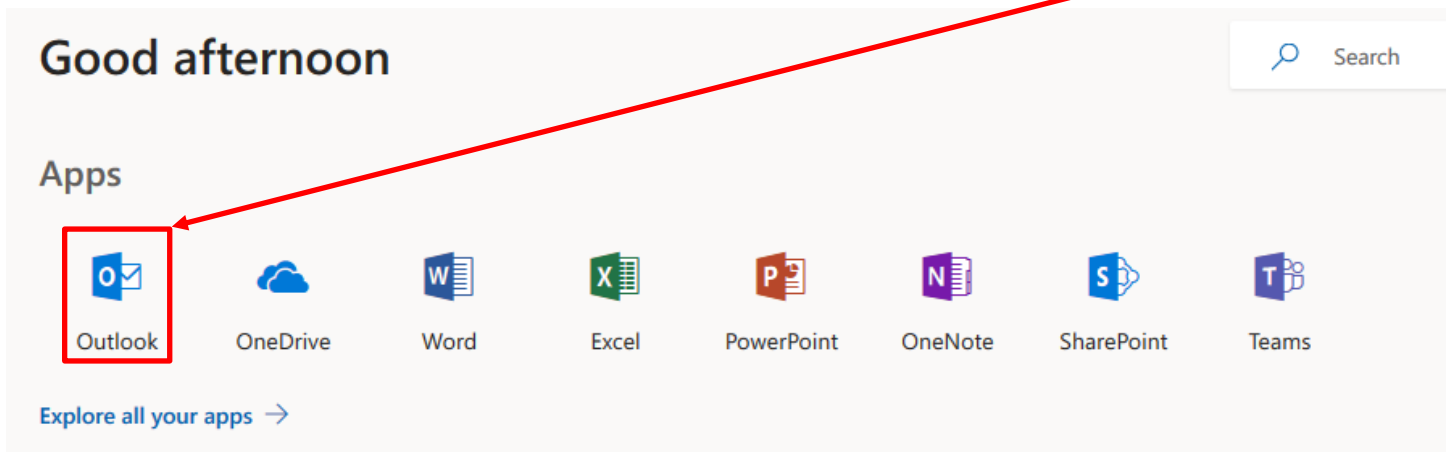 Good afternoon
Search
Apps
Outlook OneDrive Word Excel PowerPoint OneNote SharePoint Teams
Explore all your apps →